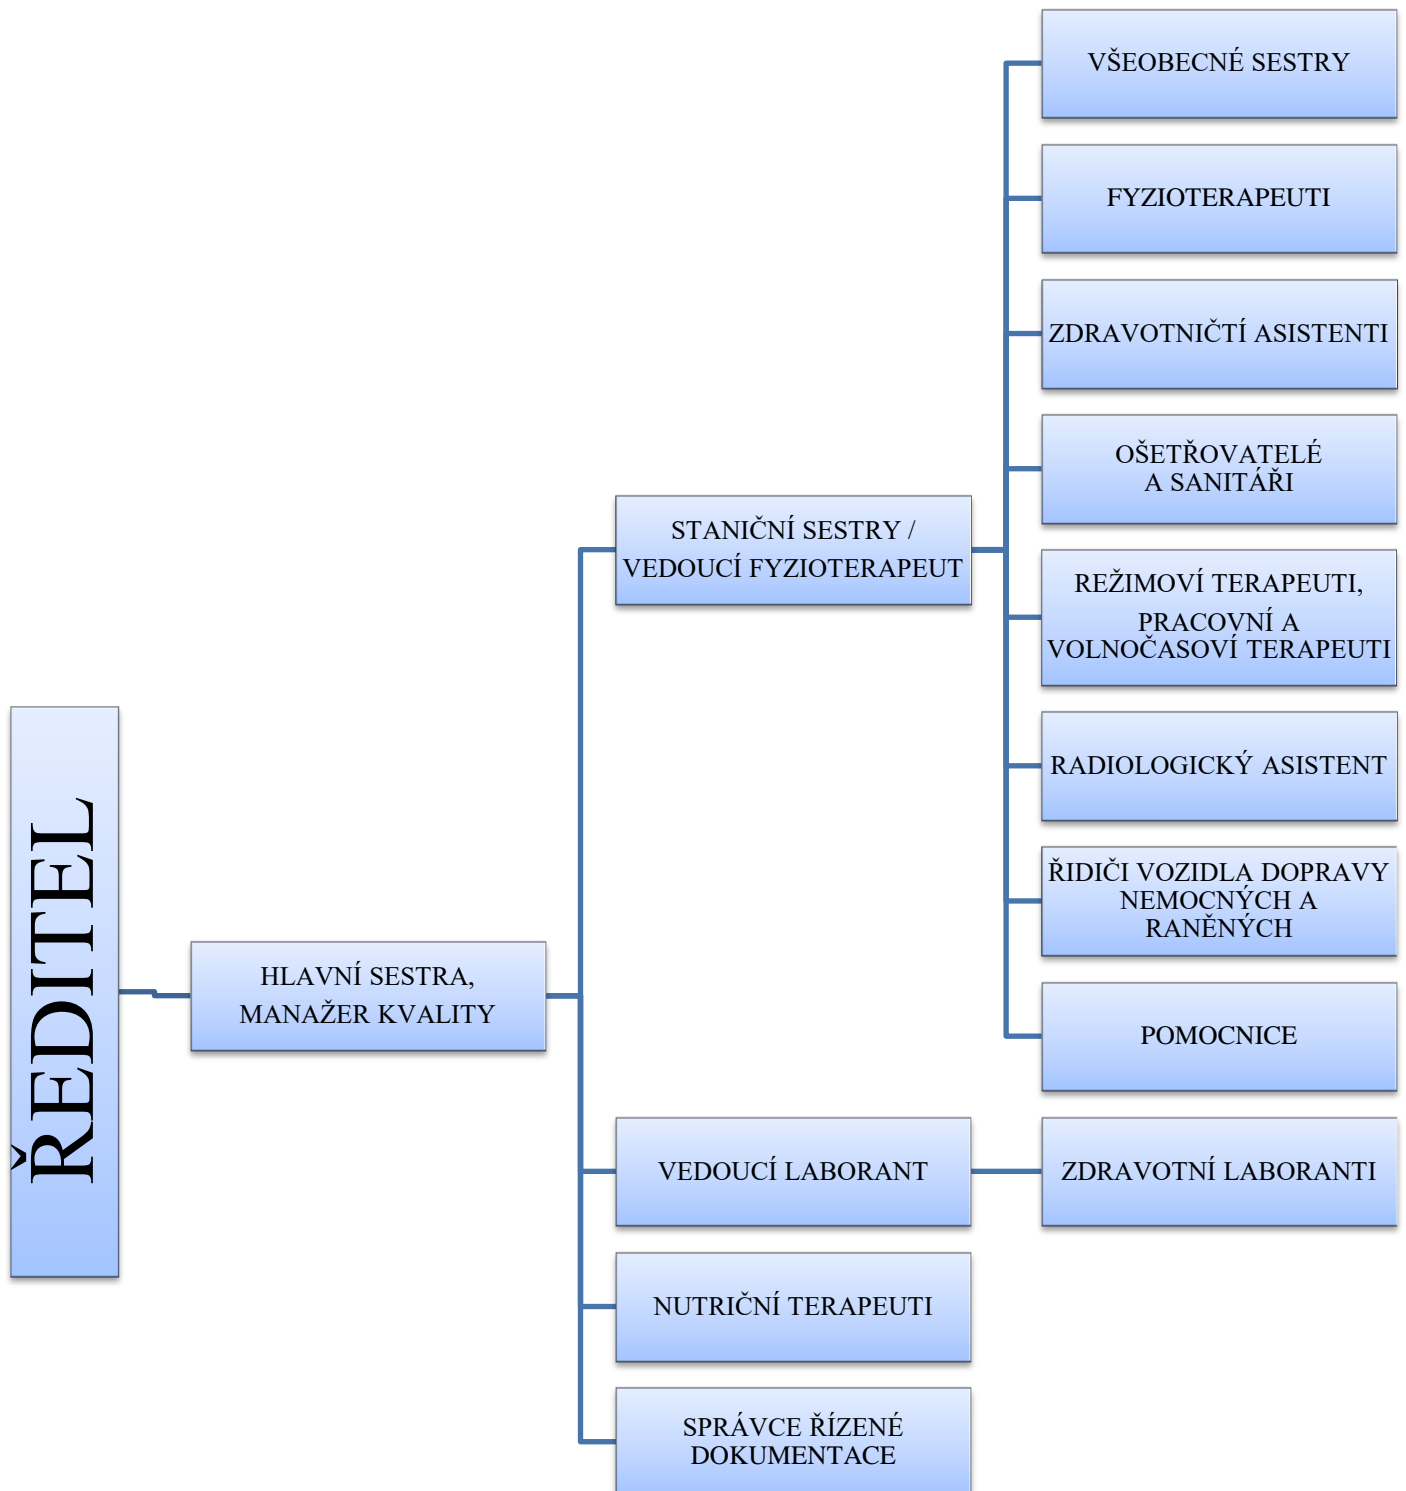 ŘEDITEL
HLAVNÍ SESTRA,
MANAŽER KVALITY
STANIČNÍ SESTRY /
VEDOUCÍ FYZIOTERAPEUT
VŠEOBECNÉ SESTRY
FYZIOTERAPEUTI
ZDRAVOTNIČTÍ ASISTENTI
OŠETŘOVATELÉ
A SANITÁŘI
REŽIMOVÍ TERAPEUTI,
PRACOVNÍ A
VOLNOČASOVÍ TERAPEUTI
RADIOLOGICKÝ ASISTENT
ŘIDIČI VOZIDLA DOPRAVY
NEMOCNÝCH A
RANĚNÝCH
POMOCNICE
VEDOUCÍ LABORANT
ZDRAVOTNÍ LABORANTI
NUTRIČNÍ TERAPEUTI
SPRÁVCE ŘÍZENÉ
DOKUMENTACE